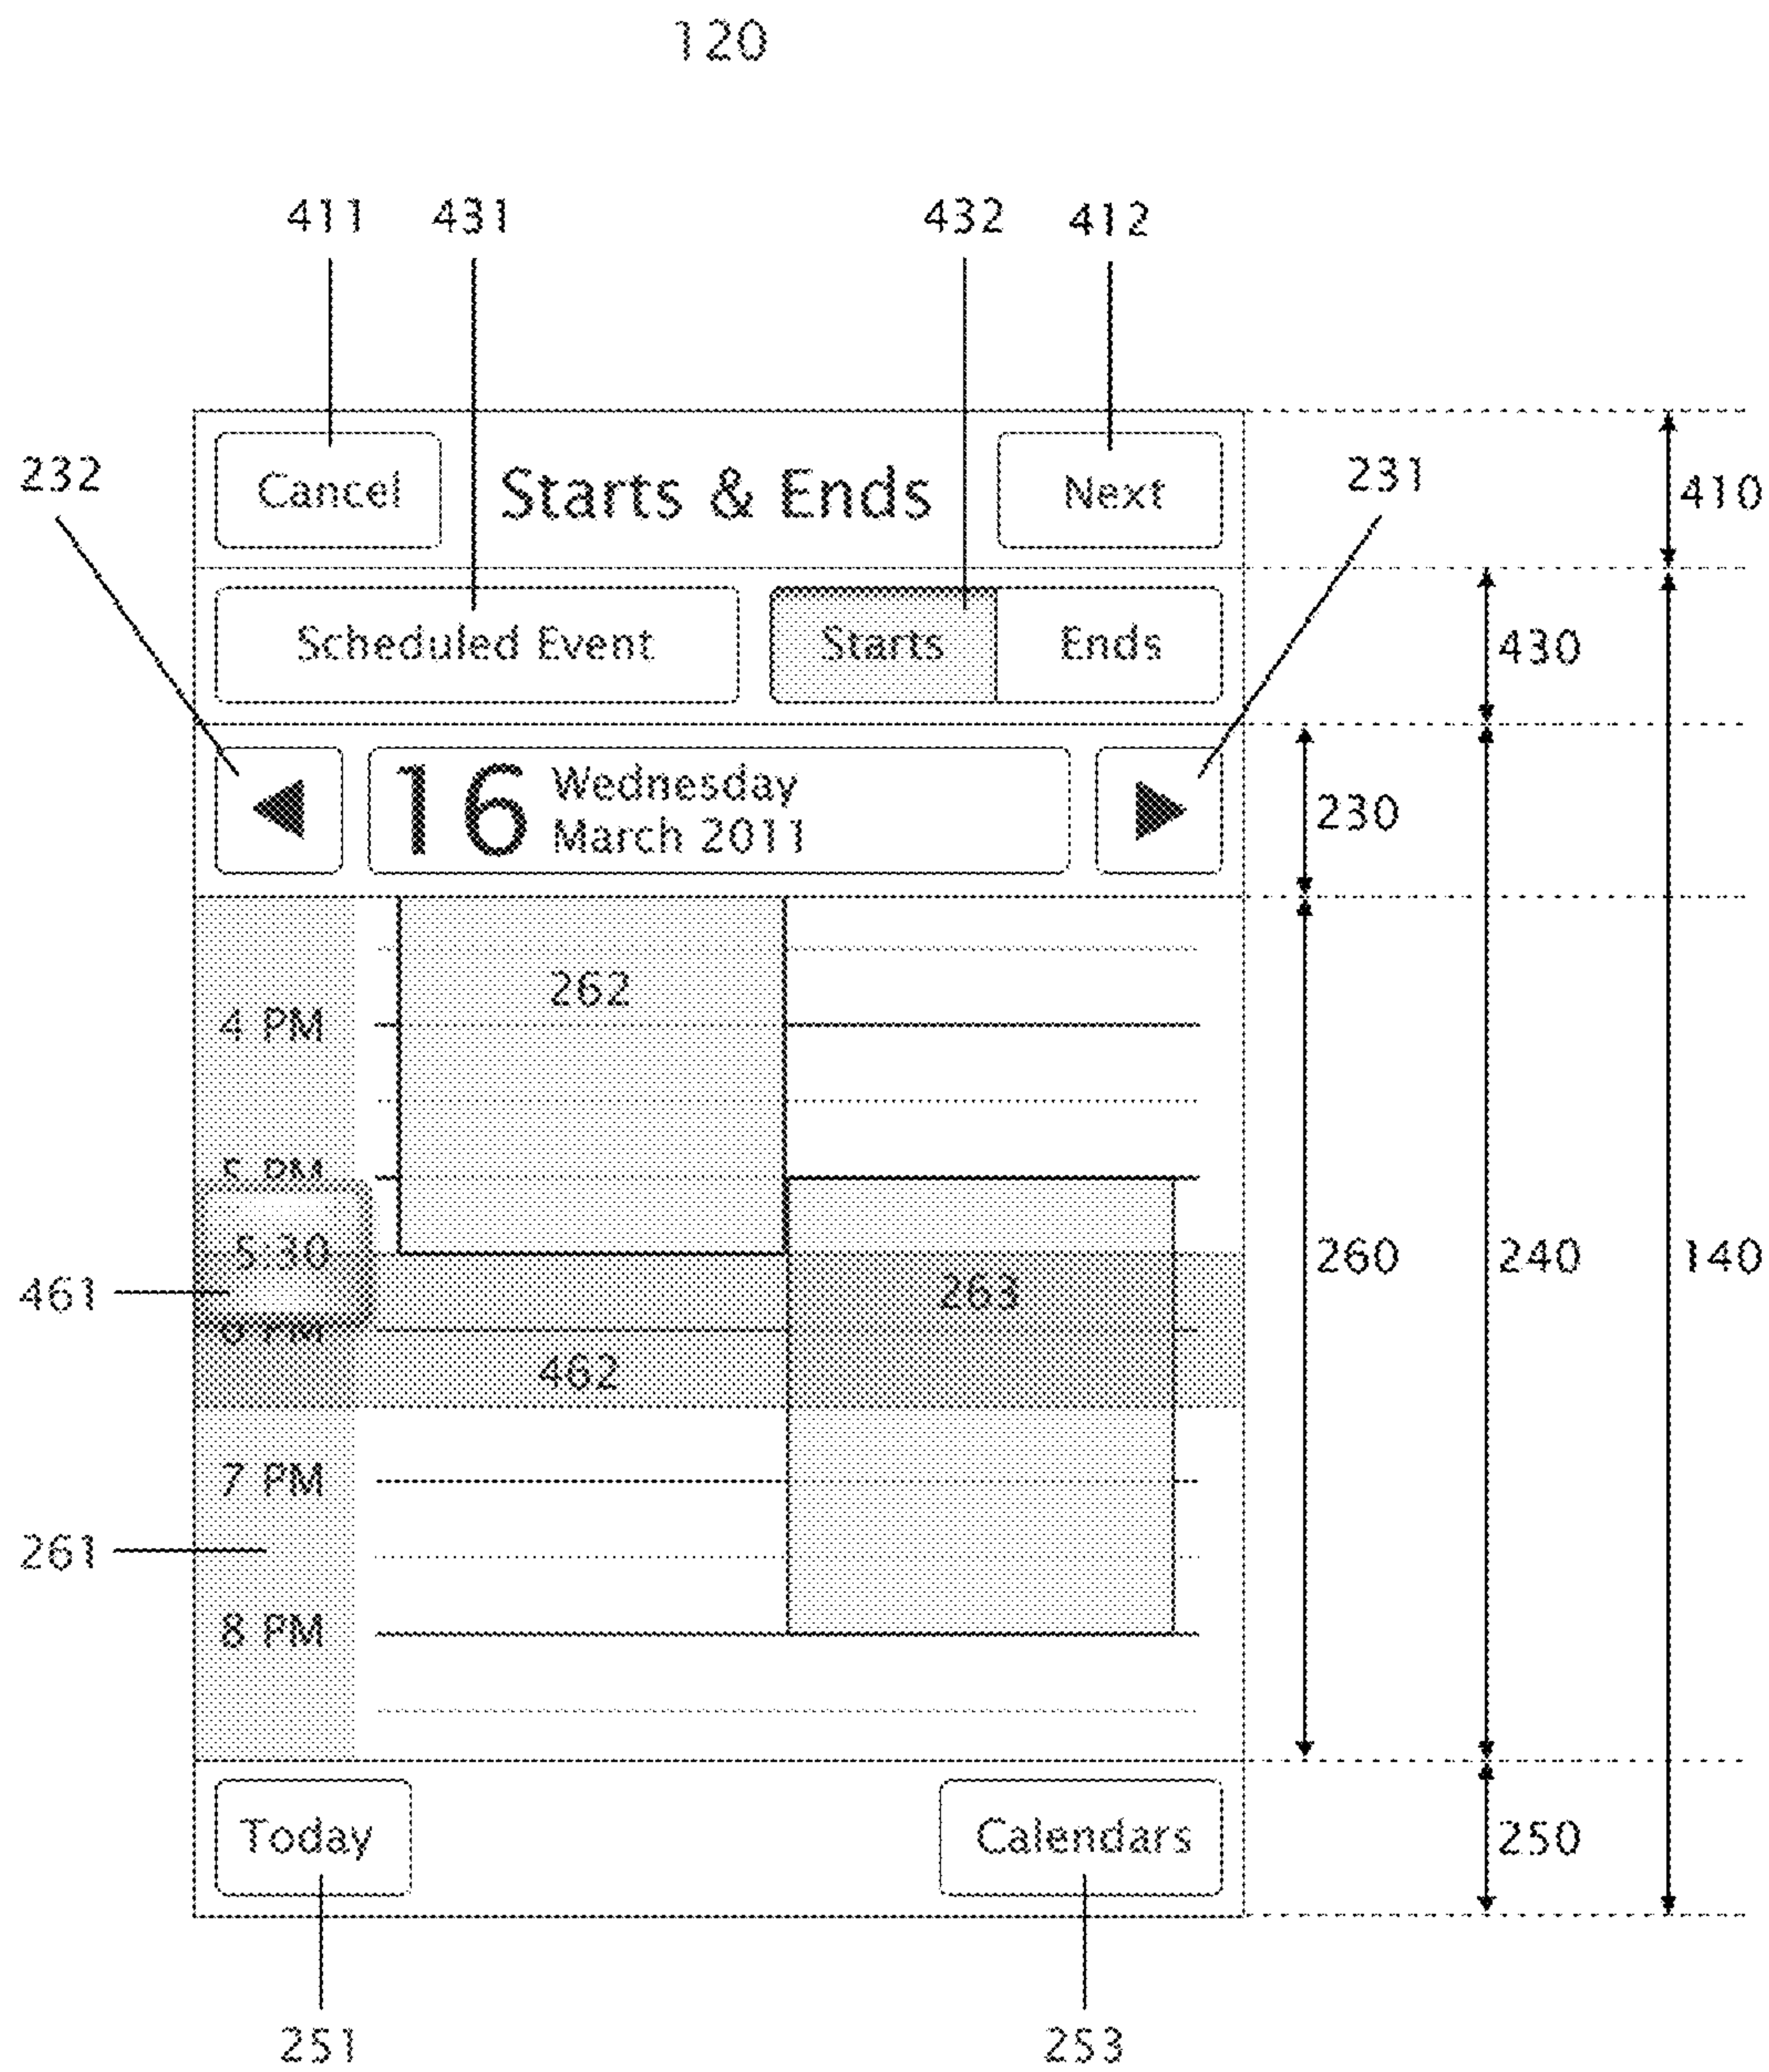 120
411 431 432 412
232 231
Cancel Starts & Ends Next 410
Scheduled Event Starts Ends 430
16 Wednesday
March 2011
230
262
4 PM
5 PM
5:30
260 240 140
461
263
6 PM
462
7 PM
261
8 PM
Today Calendars 250
251 253